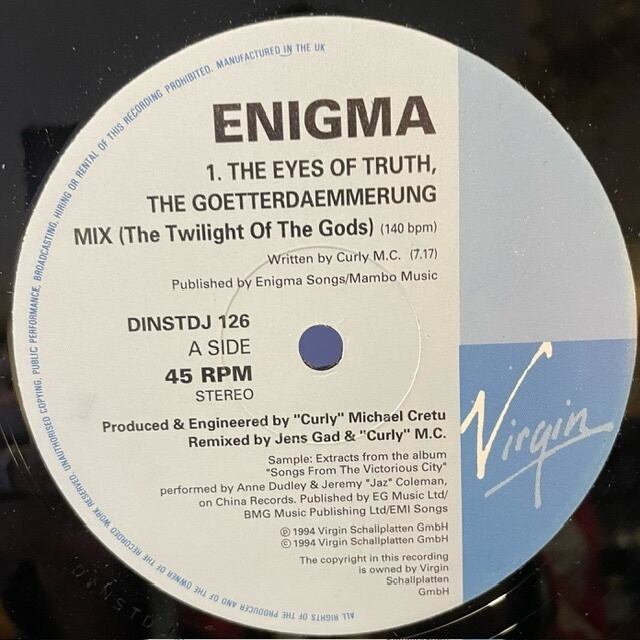 ALL RIGHTS OF THE PRODUCER AND OF THE OWNER OF THE RECORDED WORK RESERVED. UNAUTHORISED COPYING, PUBLIC PERFORMANCE, BROADCASTING, HIRING OR RENTAL OF THIS RECORDING PROHIBITED. MANUFACTURED IN THE UK
ENIGMA
1. THE EYES OF TRUTH,
THE GOETTERDAEMMERUNG
MIX (The Twilight Of The Gods) (140 bpm)
Written by Curly M.C. (7.17)
Published by Enigma Songs/Mambo Music
DINSTDJ 126
A SIDE
45 RPM
STEREO
Produced & Engineered by "Curly" Michael Cretu
Remixed by Jens Gad & "Curly" M.C.
Sample: Extracts from the album
"Songs From The Victorious City"
performed by Anne Dudley & Jeremy "Jaz" Coleman,
on China Records. Published by EG Music Ltd/
BMG Music Publishing Ltd/EMI Songs
℗ 1994 Virgin Schallplatten GmbH
© 1994 Virgin Schallplatten GmbH
The copyright in this recording
is owned by Virgin
Schallplatten
GmbH
Virgin